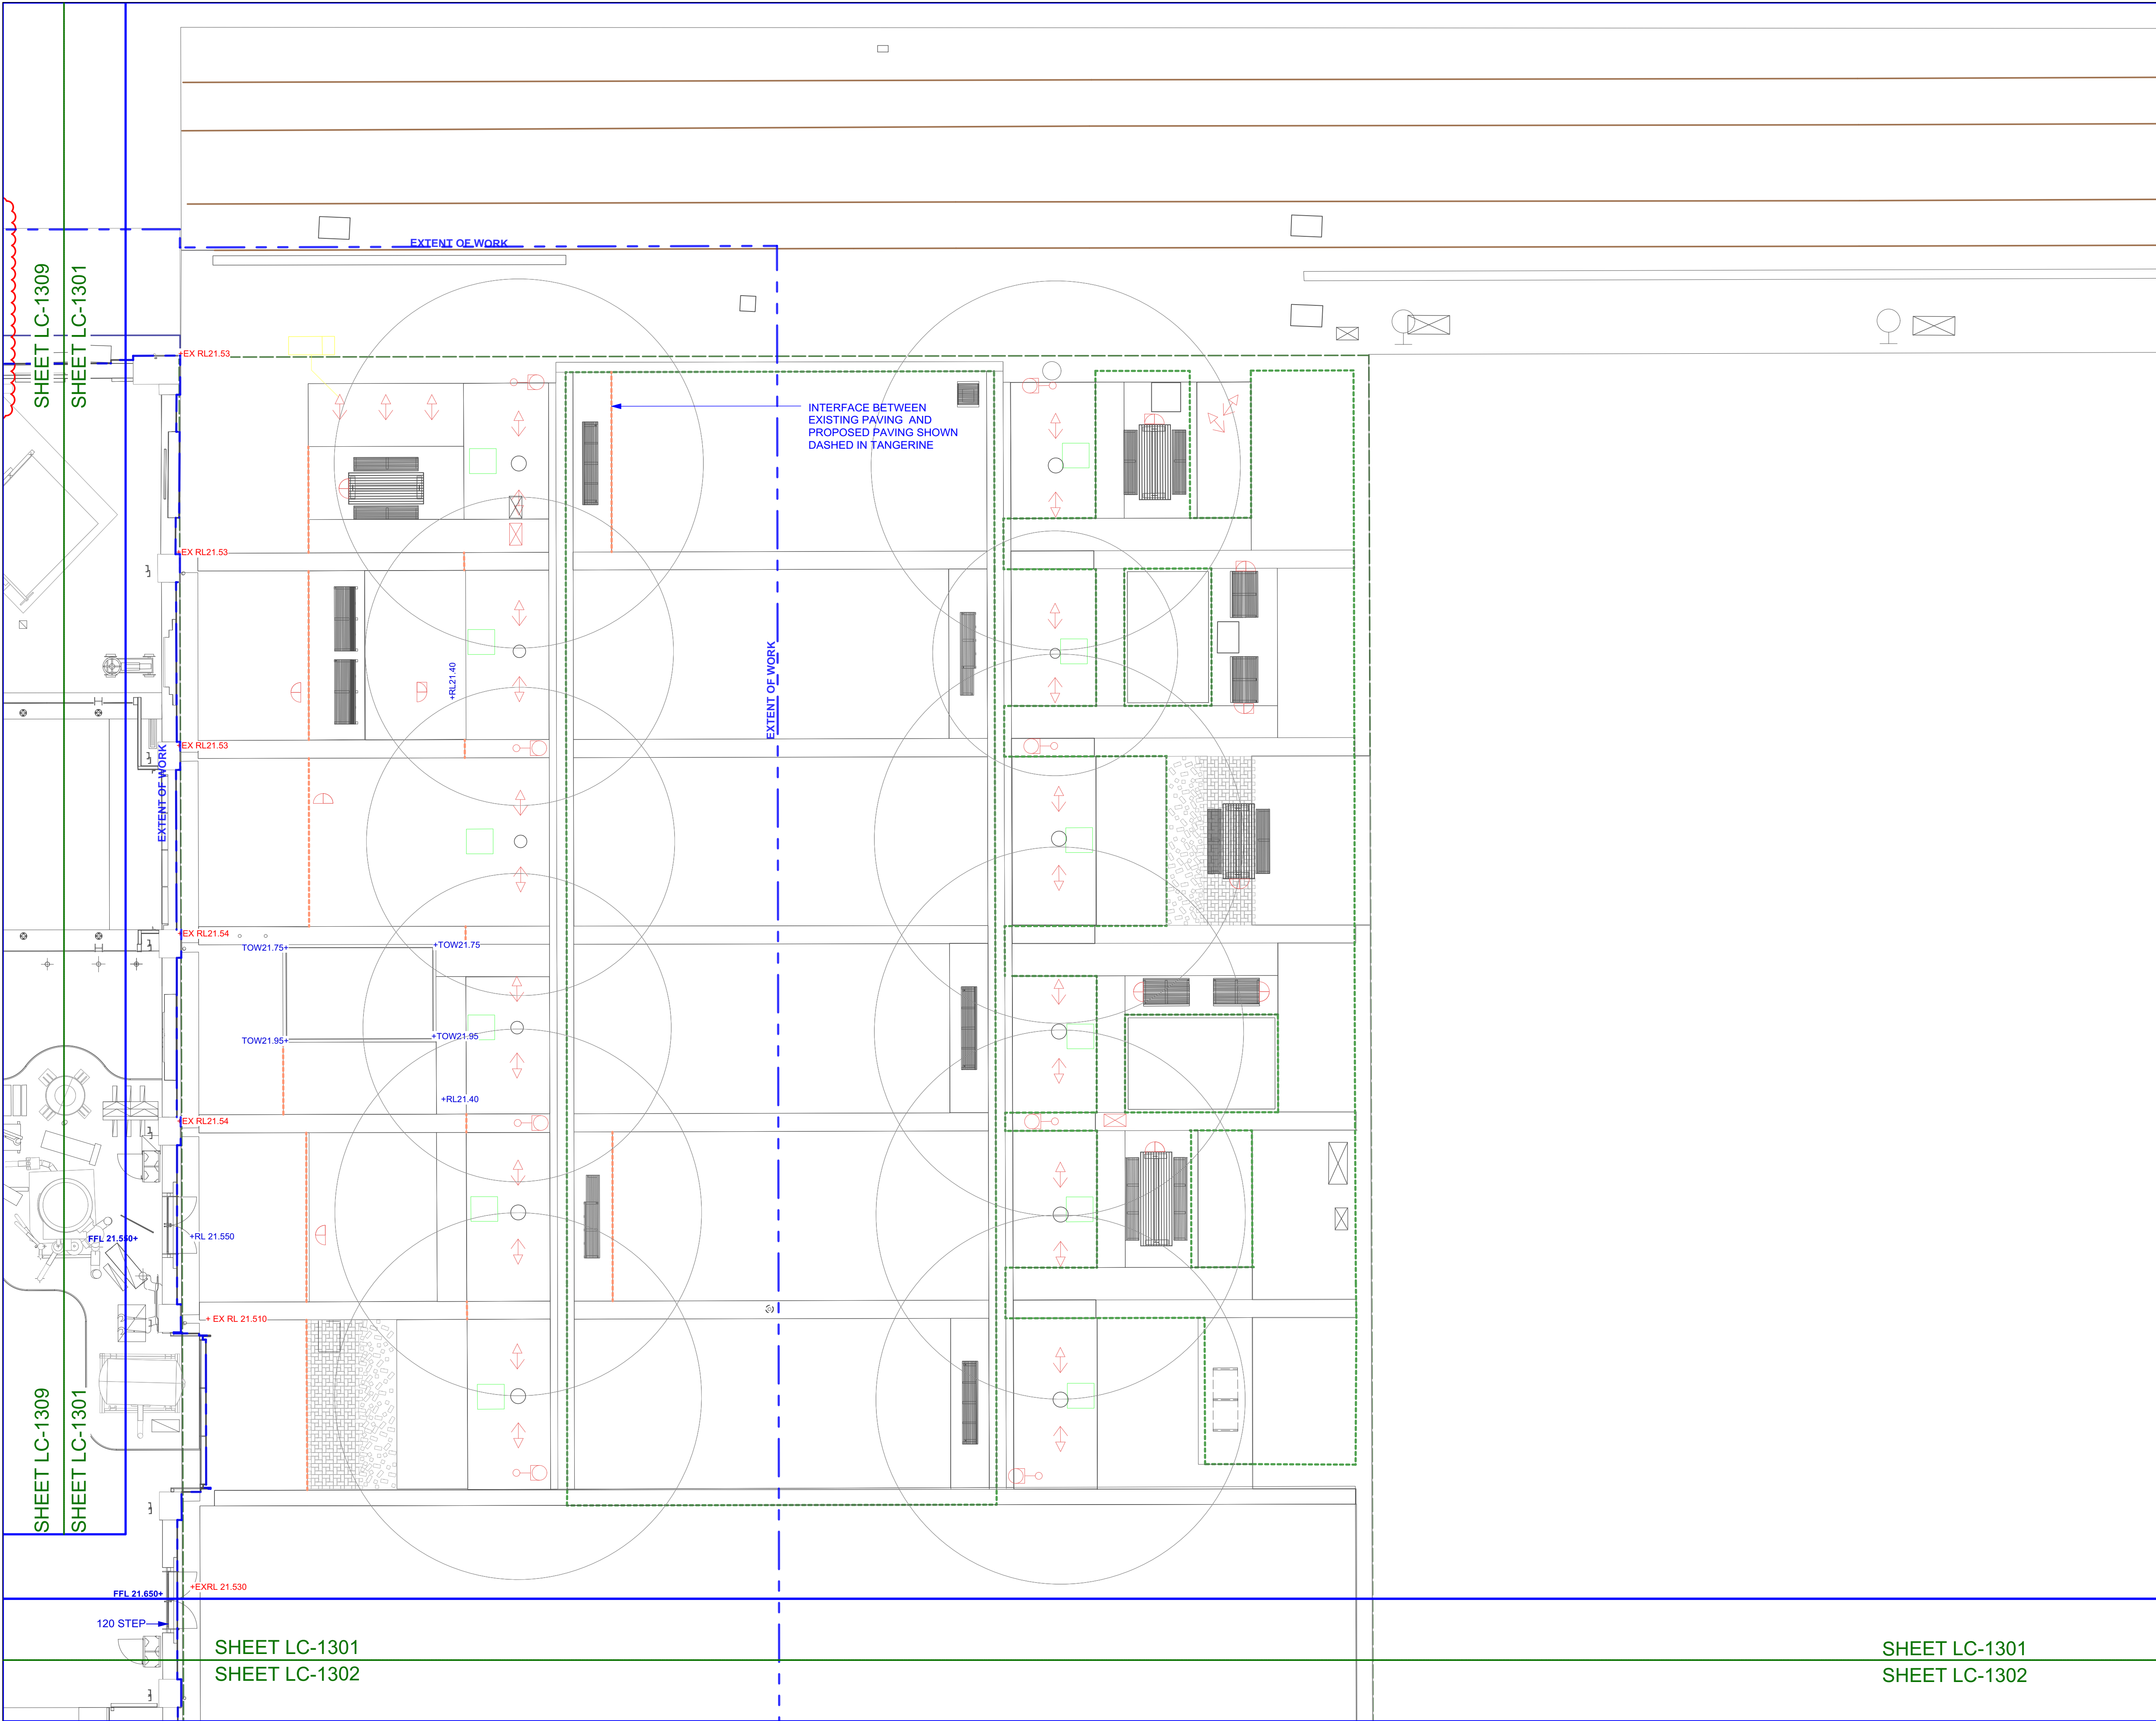 EXTENT OF WORK
SHEET LC-1309
SHEET LC-1301
+EX RL21.53
INTERFACE BETWEEN
EXISTING PAVING AND
PROPOSED PAVING SHOWN
DASHED IN TANGERINE
+EX RL21.53
+RL21.40
EXTENT OF WORK
+EX RL21.53
EXTENT OF WORK
+EX RL21.54
TOW21.75+
+TOW21.75
TOW21.95+
+TOW21.95
+RL21.40
+EX RL21.54
FFL 21.550+
+RL 21.550
+ EX RL 21.510
SHEET LC-1309
SHEET LC-1301
+EXRL 21.530
FFL 21.650+
120 STEP
SHEET LC-1301
SHEET LC-1302
SHEET LC-1301
SHEET LC-1302